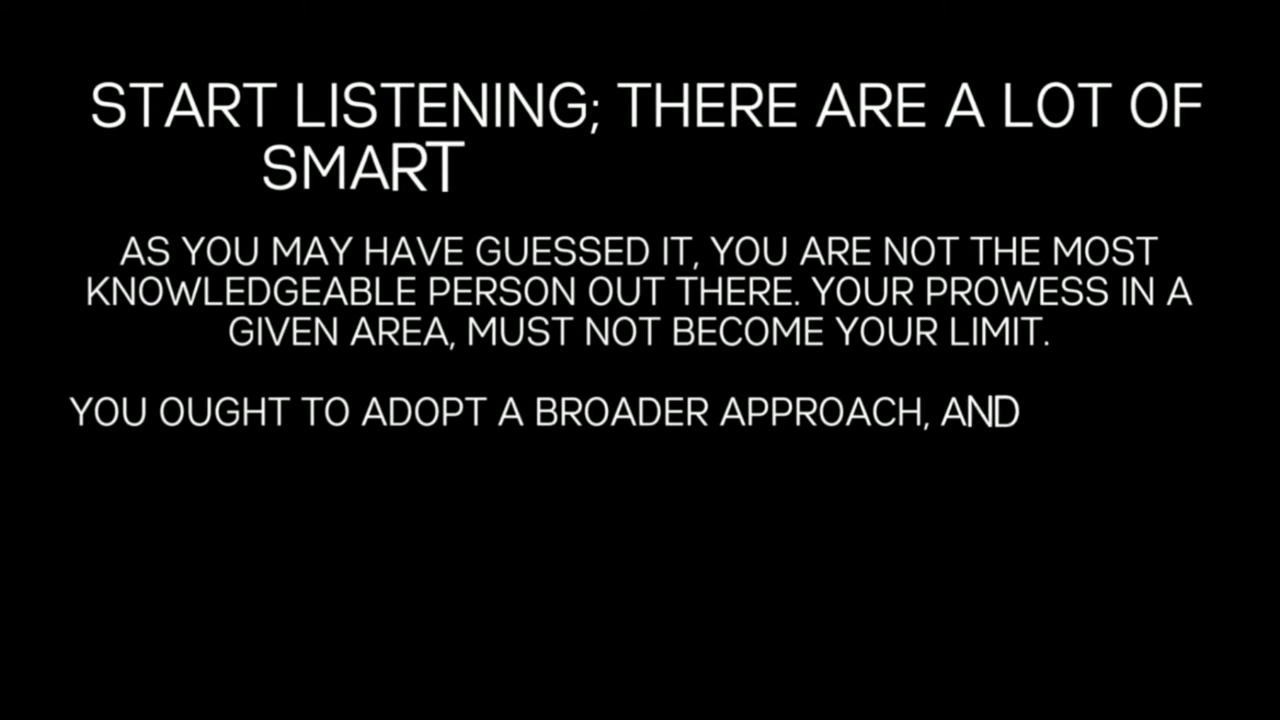 START LISTENING; THERE ARE A LOT OF
SMART
AS YOU MAY HAVE GUESSED IT, YOU ARE NOT THE MOST
KNOWLEDGEABLE PERSON OUT THERE. YOUR PROWESS IN A
GIVEN AREA, MUST NOT BECOME YOUR LIMIT.
YOU OUGHT TO ADOPT A BROADER APPROACH, AND